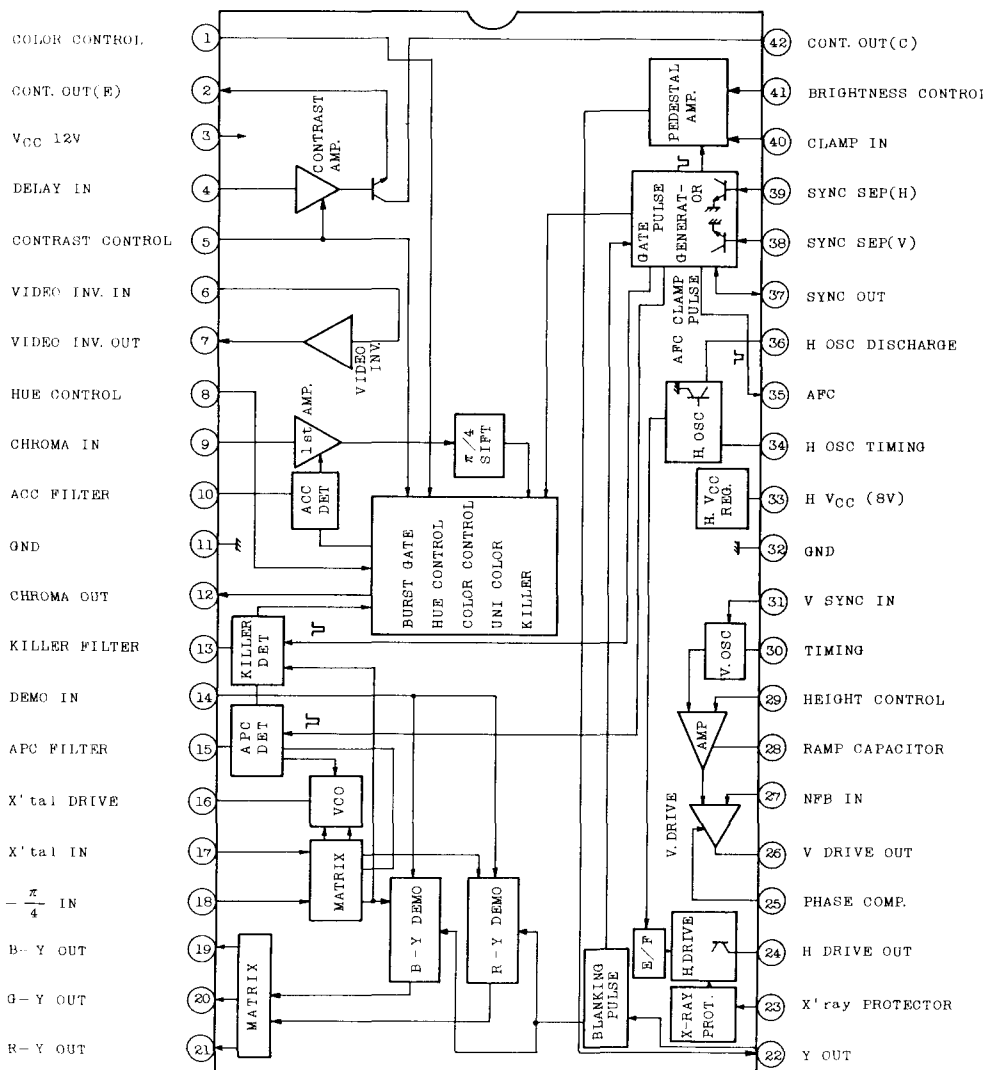 COLOR CONTROL 1
CONT. OUT(E) 2
VCC 12V 3
DELAY IN 4
CONTRAST CONTROL 5
VIDEO INV. IN 6
VIDEO INV. OUT 7
HUE CONTROL 8
CHROMA IN 9
ACC FILTER 10
GND 11
CHROMA OUT 12
KILLER FILTER 13
DEMO IN 14
APC FILTER 15
X'tal DRIVE 16
X'tal IN 17
- π/4 IN 18
B-Y OUT 19
G-Y OUT 20
R-Y OUT 21
CONTRAST
AMP.
VIDEO
INV.
1st AMP.
π/4
SIFT
ACC
DET
BURST GATE
HUE CONTROL
COLOR CONTROL
UNI COLOR
KILLER
KILLER
DET
APC
DET
VCO
MATRIX
B-Y DEMO
R-Y DEMO
MATRIX
BLANKING
PULSE
PEDESTAL
AMP.
GATE
PULSE
GENERAT-
OR
AFC CLAMP
PULSE
H.OSC
H.VCC
REG.
V.OSC
AMP
V.DRIVE
E/F
H.DRIVE
X-RAY
PROT.
42 CONT. OUT(C)
41 BRIGHTNESS CONTROL
40 CLAMP IN
39 SYNC SEP(H)
38 SYNC SEP(V)
37 SYNC OUT
36 H OSC DISCHARGE
35 AFC
34 H OSC TIMING
33 H VCC (8V)
32 GND
31 V SYNC IN
30 TIMING
29 HEIGHT CONTROL
28 RAMP CAPACITOR
27 NFB IN
26 V DRIVE OUT
25 PHASE COMP.
24 H DRIVE OUT
23 X'ray PROTECTOR
22 Y OUT